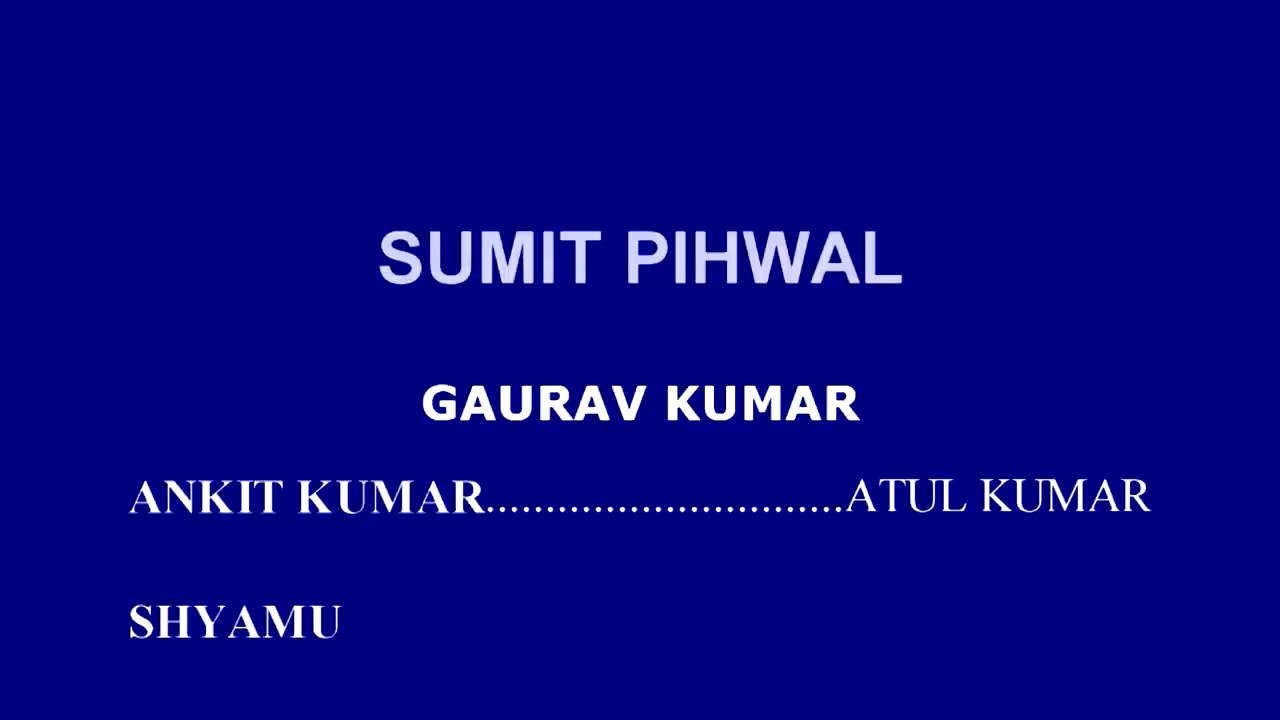 SUMIT PIHWAL
GAURAV KUMAR
ANKIT KUMAR..............................ATUL KUMAR
SHYAMU